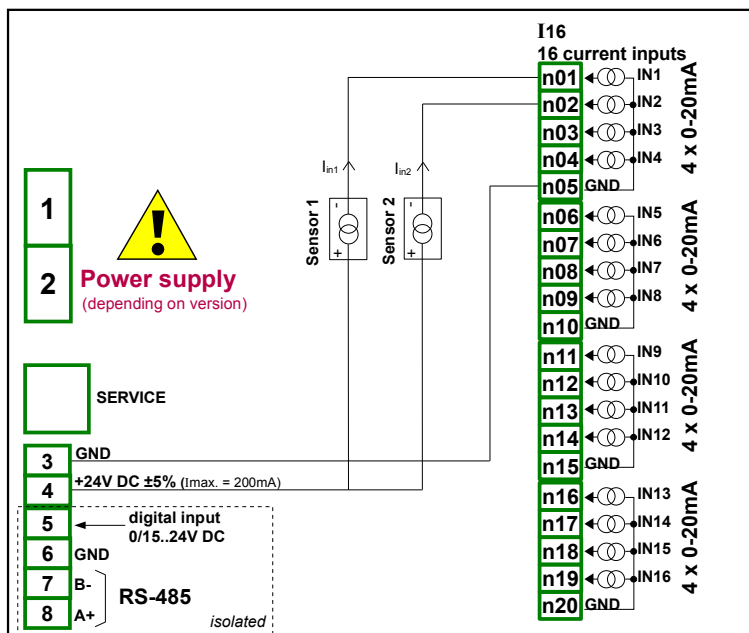 I16
16 current inputs
n01 IN1
n02 IN2
n03 IN3
n04 IN4
n05 GND
4 x 0-20mA
n06 IN5
n07 IN6
n08 IN7
n09 IN8
n10 GND
4 x 0-20mA
n11 IN9
n12 IN10
n13 IN11
n14 IN12
n15 GND
4 x 0-20mA
n16 IN13
n17 IN14
n18 IN15
n19 IN16
n20 GND
4 x 0-20mA
Iin1
Iin2
- 
Sensor 1
+
-
Sensor 2
+
1
2
!
Power supply
(depending on version)
SERVICE
3 GND
4 +24V DC ±5% (Imax. = 200mA)
5 digital input
0/15..24V DC
6 GND
7 B-
8 A+
RS-485
isolated